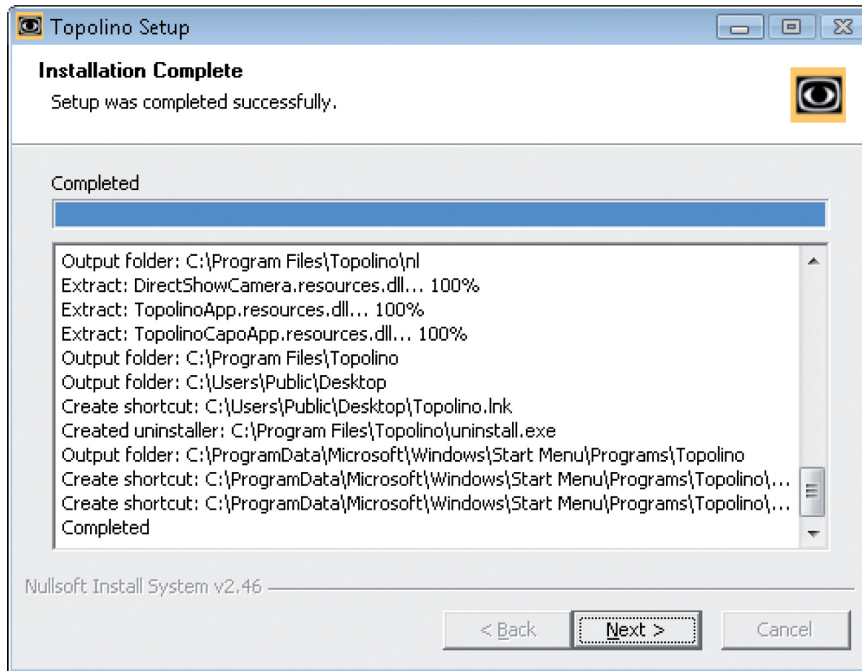 Topolino Setup
Installation Complete
Setup was completed successfully.
Completed
Output folder: C:\Program Files\Topolino\nl
Extract: DirectShowCamera.resources.dll... 100%
Extract: TopolinoApp.resources.dll... 100%
Extract: TopolinoCapoApp.resources.dll... 100%
Output folder: C:\Program Files\Topolino
Output folder: C:\Users\Public\Desktop
Create shortcut: C:\Users\Public\Desktop\Topolino.lnk
Created uninstaller: C:\Program Files\Topolino\uninstall.exe
Output folder: C:\ProgramData\Microsoft\Windows\Start Menu\Programs\Topolino
Create shortcut: C:\ProgramData\Microsoft\Windows\Start Menu\Programs\Topolino\...
Create shortcut: C:\ProgramData\Microsoft\Windows\Start Menu\Programs\Topolino\...
Completed
Nullsoft Install System v2.46
< Back
Next >
Cancel